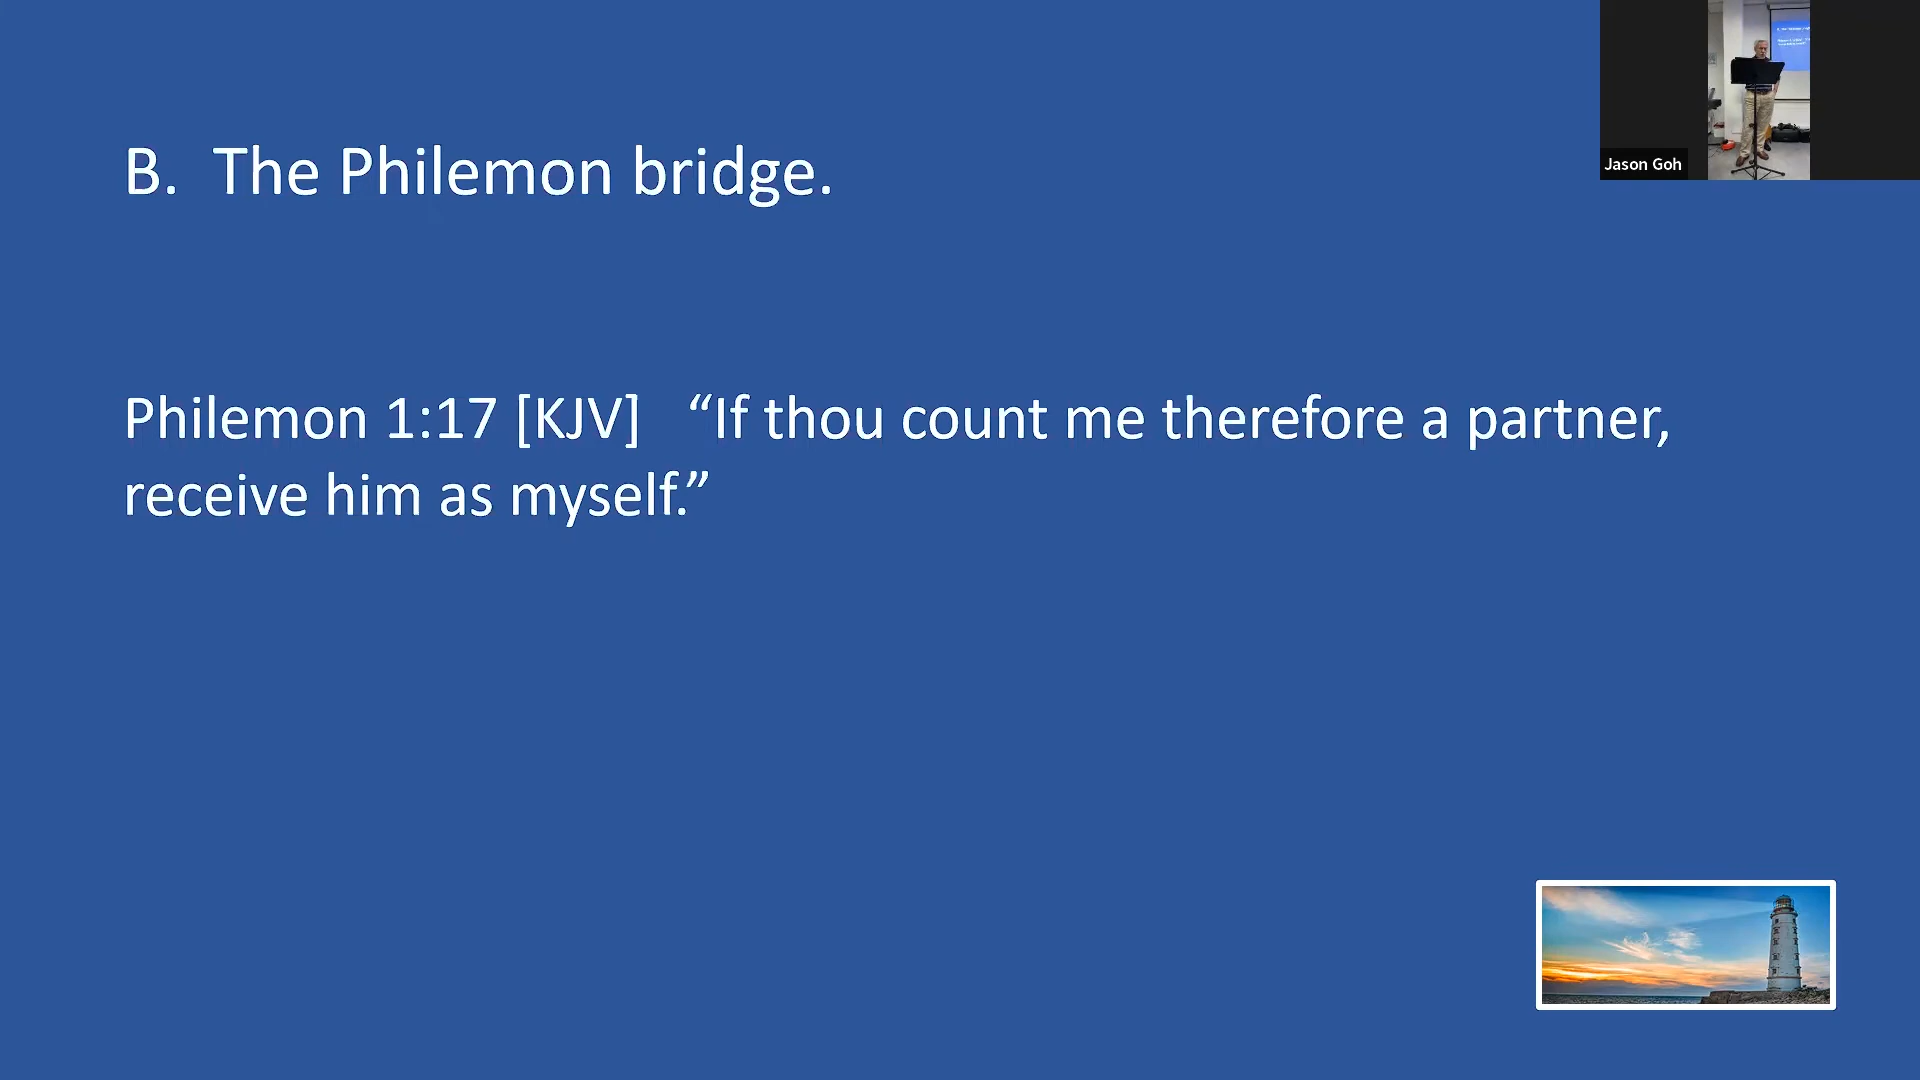 B.  The Philemon bridge.
Jason Goh
Philemon 1:17 [KJV]   “If thou count me therefore a partner,
receive him as myself.”